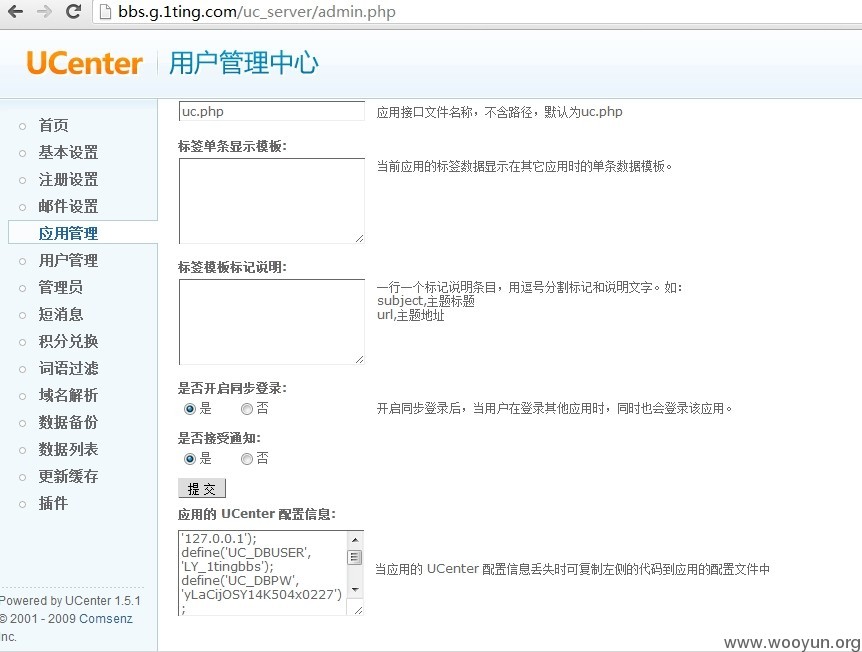 bbs.g.1ting.com/uc_server/admin.php
UCenter 用户管理中心
首页
基本设置
注册设置
邮件设置
应用管理
用户管理
管理员
短消息
积分兑换
词语过滤
域名解析
数据备份
数据列表
更新缓存
插件
Powered by UCenter 1.5.1
© 2001 - 2009 Comsenz
Inc.
uc.php 应用接口文件名称，不含路径，默认为uc.php
标签单条显示模板:
当前应用的标签数据显示在其它应用时的单条数据模板。
标签模板标记说明:
一行一个标记说明条目，用逗号分割标记和说明文字。如：
subject,主题标题
url,主题地址
是否开启同步登录:
是 否 开启同步登录后，当用户在登录其他应用时，同时也会登录该应用。
是否接受通知:
是 否
提 交
应用的 UCenter 配置信息:
'127.0.0.1');
define('UC_DBUSER',
'LY_1tingbbs');
define('UC_DBPW',
'yLaCijOSY14K504x0227')
;
当应用的 UCenter 配置信息丢失时可复制左侧的代码到应用的配置文件中
www.wooyun.org